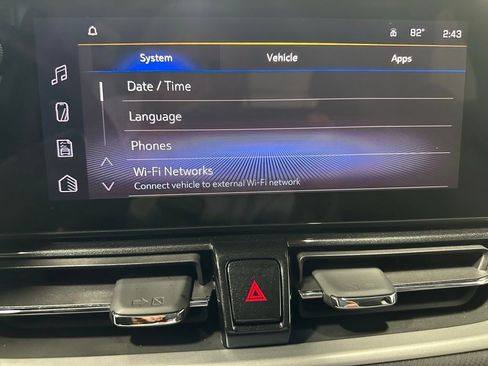 82° 2:43
System Vehicle Apps
Date / Time
Language
Phones
Wi-Fi Networks
Connect vehicle to external Wi-Fi network